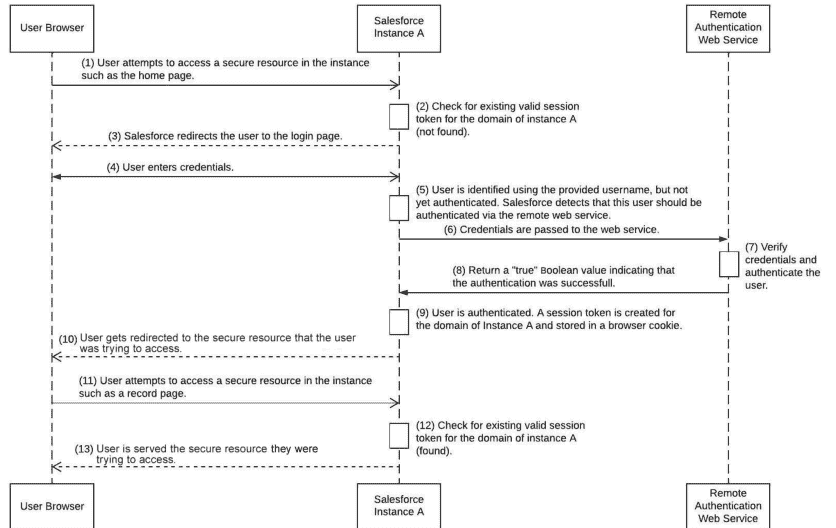 User Browser
Salesforce
Instance A
Remote
Authentication
Web Service
(1) User attempts to access a secure resource in the instance
such as the home page.
(2) Check for existing valid session
token for the domain of instance A
(not found).
(3) Salesforce redirects the user to the login page.
(4) User enters credentials.
(5) User is identified using the provided username, but not
yet authenticated. Salesforce detects that this user should be
authenticated via the remote web service.
(6) Credentials are passed to the web service.
(7) Verify
credentials and
authenticate the
user.
(8) Return a "true" Boolean value indicating that
the authentication was successfull.
(9) User is authenticated. A session token is created for
the domain of Instance A and stored in a browser cookie.
(10) User gets redirected to the secure resource that the user
was trying to access.
(11) User attempts to access a secure resource in the instance
such as a record page.
(12) Check for existing valid session
token for the domain of instance A
(found).
(13) User is served the secure resource they were
trying to access.
User Browser
Salesforce
Instance A
Remote
Authentication
Web Service